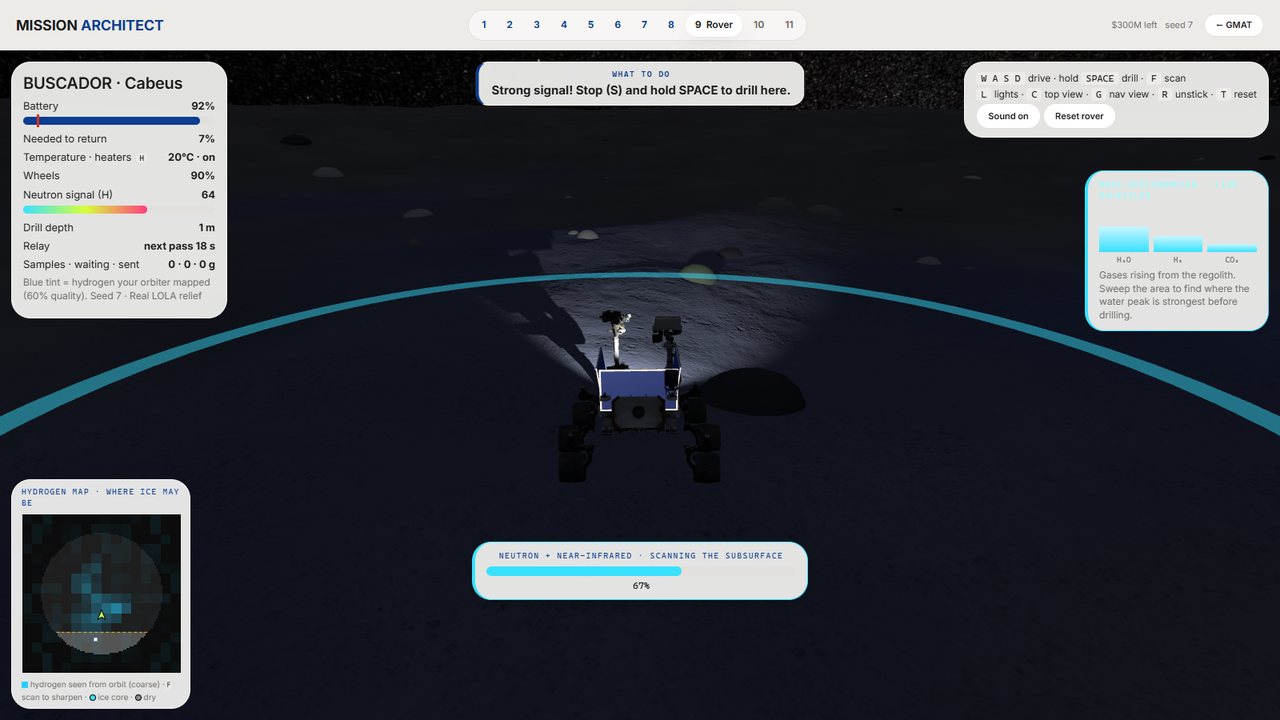 MISSION ARCHITECT
1 2 3 4 5 6 7 8 9 Rover 10 11
$300M left seed 7 ← GMAT
BUSCADOR · Cabeus
Battery 92%
Needed to return 7%
Temperature · heaters H 20°C · on
Wheels 90%
Neutron signal (H) 64
Drill depth 1 m
Relay next pass 18 s
Samples · waiting · sent 0 · 0 · 0 g
Blue tint = hydrogen your orbiter mapped
(60% quality). Seed 7 · Real LOLA relief
WHAT TO DO
Strong signal! Stop (S) and hold SPACE to drill here.
W A S D drive · hold SPACE drill · F scan
L lights · C top view · G nav view · R unstick · T reset
Sound on Reset rover
H₂O H₂ CO₂
Gases rising from the regolith.
Sweep the area to find where the
water peak is strongest before
drilling.
HYDROGEN MAP · WHERE ICE MAY
BE
hydrogen seen from orbit (coarse) · F
scan to sharpen · ice core · dry
NEUTRON + NEAR-INFRARED · SCANNING THE SUBSURFACE
67%